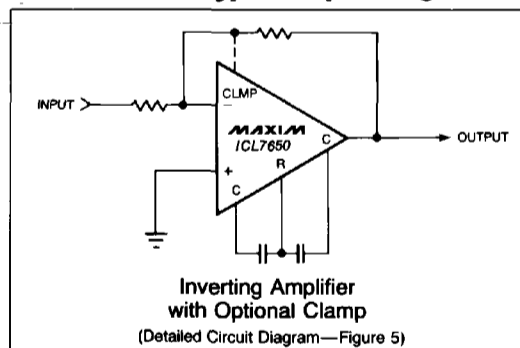 CLMP
INPUT
−
MAXIM
ICL7650
C
OUTPUT
R
+
C
Inverting Amplifier
with Optional Clamp
(Detailed Circuit Diagram—Figure 5)